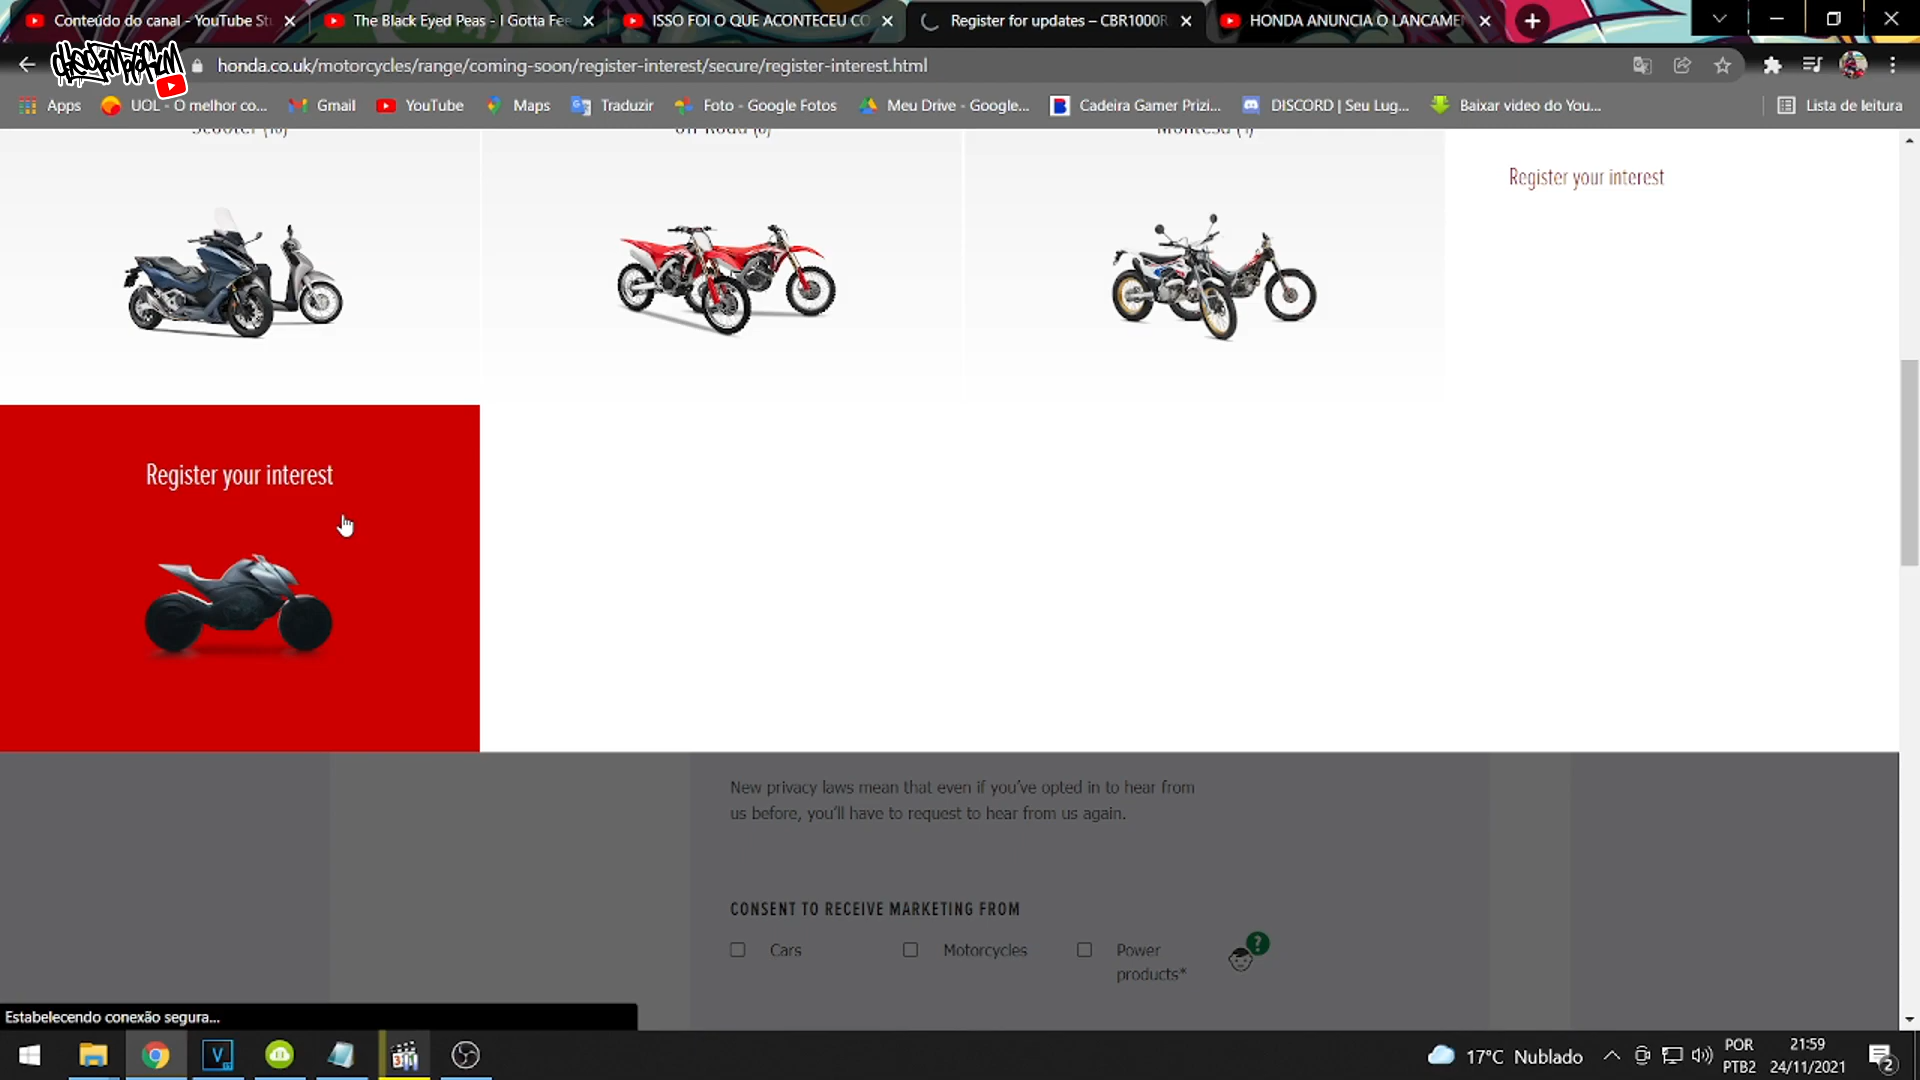 Conteúdo do canal - YouTube St
The Black Eyed Peas - I Gotta Fee
ISSO FOI O QUE ACONTECEU CO
Register for updates – CBR1000R
HONDA ANUNCIA O LANCAME
honda.co.uk/motorcycles/range/coming-soon/register-interest/secure/register-interest.html
Apps
UOL - O melhor co...
Gmail
YouTube
Maps
Traduzir
Foto - Google Fotos
Meu Drive - Google...
Cadeira Gamer Prizi...
DISCORD | Seu Lug...
Baixar video do You...
Lista de leitura
Register your interest
Register your interest
New privacy laws mean that even if you've opted in to hear from
us before, you'll have to request to hear from us again.
CONSENT TO RECEIVE MARKETING FROM
Cars
Motorcycles
Power
products*
?
Estabelecendo conexão segura...
17°C Nublado
POR
PTB2
21:59
24/11/2021
2